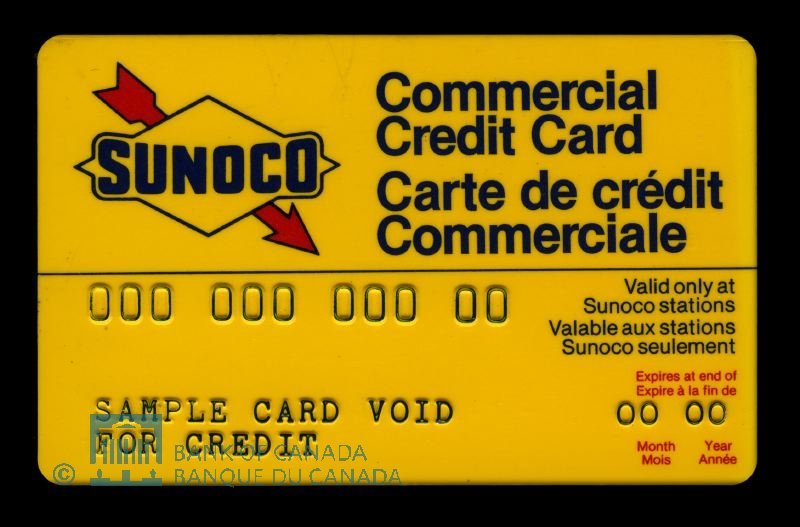 SUNOCO
Commercial
Credit Card
Carte de crédit
Commerciale
000 000 000 00
Valid only at
Sunoco stations
Valable aux stations
Sunoco seulement
Expires at end of
Expire à la fin de
00 00
Month Year
Mois Année
SAMPLE CARD VOID
FOR CREDIT
© BANK OF CANADA
BANQUE DU CANADA